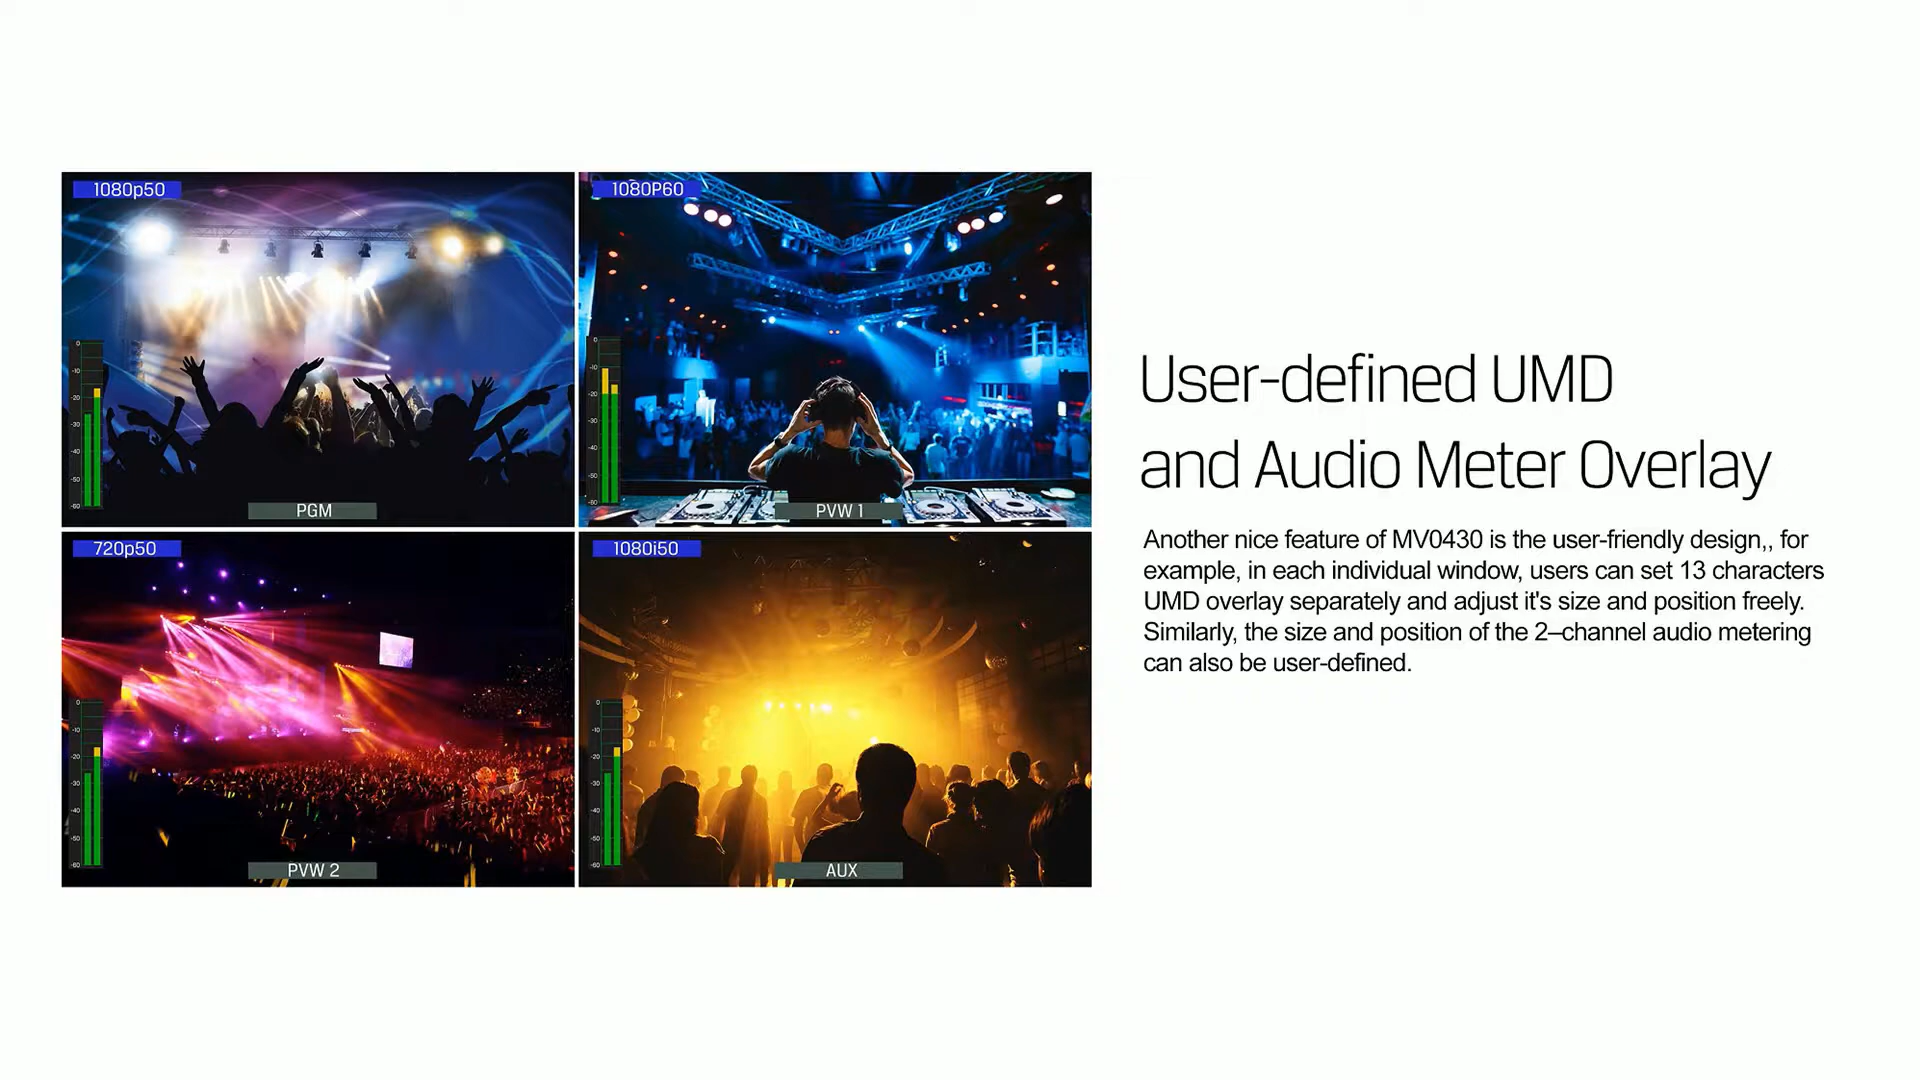 1080p50
1080P60
PGM
PVW 1
720p50
1080i50
PVW 2
AUX
User-defined UMD
and Audio Meter Overlay
Another nice feature of MV0430 is the user-friendly design,, for
example, in each individual window, users can set 13 characters
UMD overlay separately and adjust it's size and position freely.
Similarly, the size and position of the 2–channel audio metering
can also be user-defined.